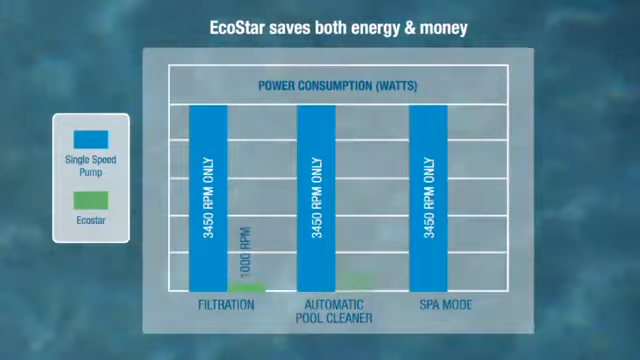 EcoStar saves both energy & money
POWER CONSUMPTION (WATTS)
Single Speed
Pump
Ecostar
3450 RPM ONLY
1000 RPM
3450 RPM ONLY
3450 RPM ONLY
FILTRATION
AUTOMATIC
POOL CLEANER
SPA MODE